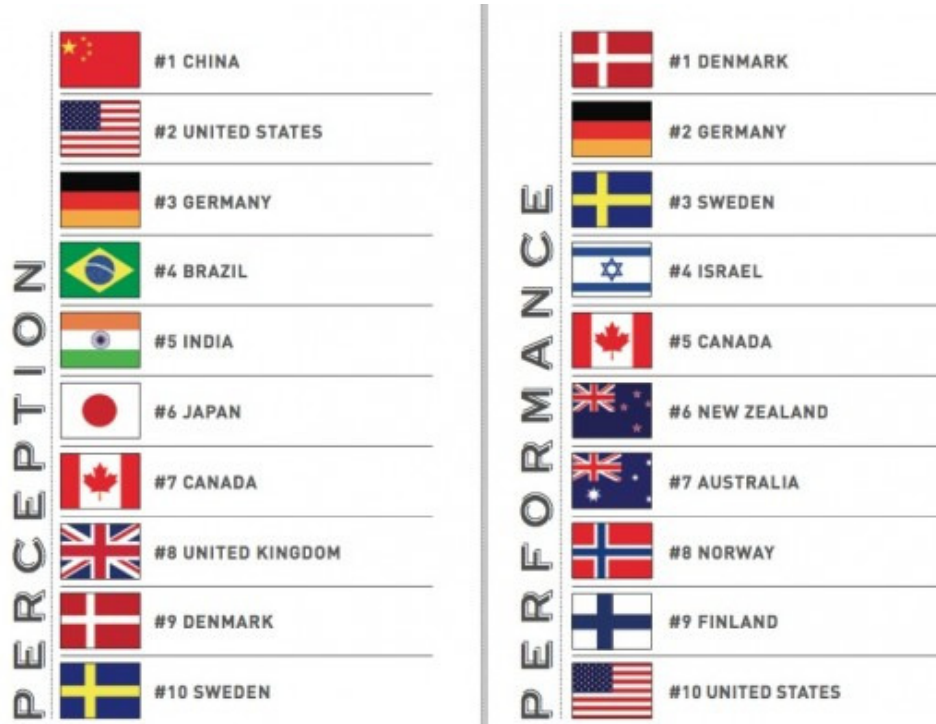 PERCEPTION
#1 CHINA
#2 UNITED STATES
#3 GERMANY
#4 BRAZIL
#5 INDIA
#6 JAPAN
#7 CANADA
#8 UNITED KINGDOM
#9 DENMARK
#10 SWEDEN
PERFORMANCE
#1 DENMARK
#2 GERMANY
#3 SWEDEN
#4 ISRAEL
#5 CANADA
#6 NEW ZEALAND
#7 AUSTRALIA
#8 NORWAY
#9 FINLAND
#10 UNITED STATES